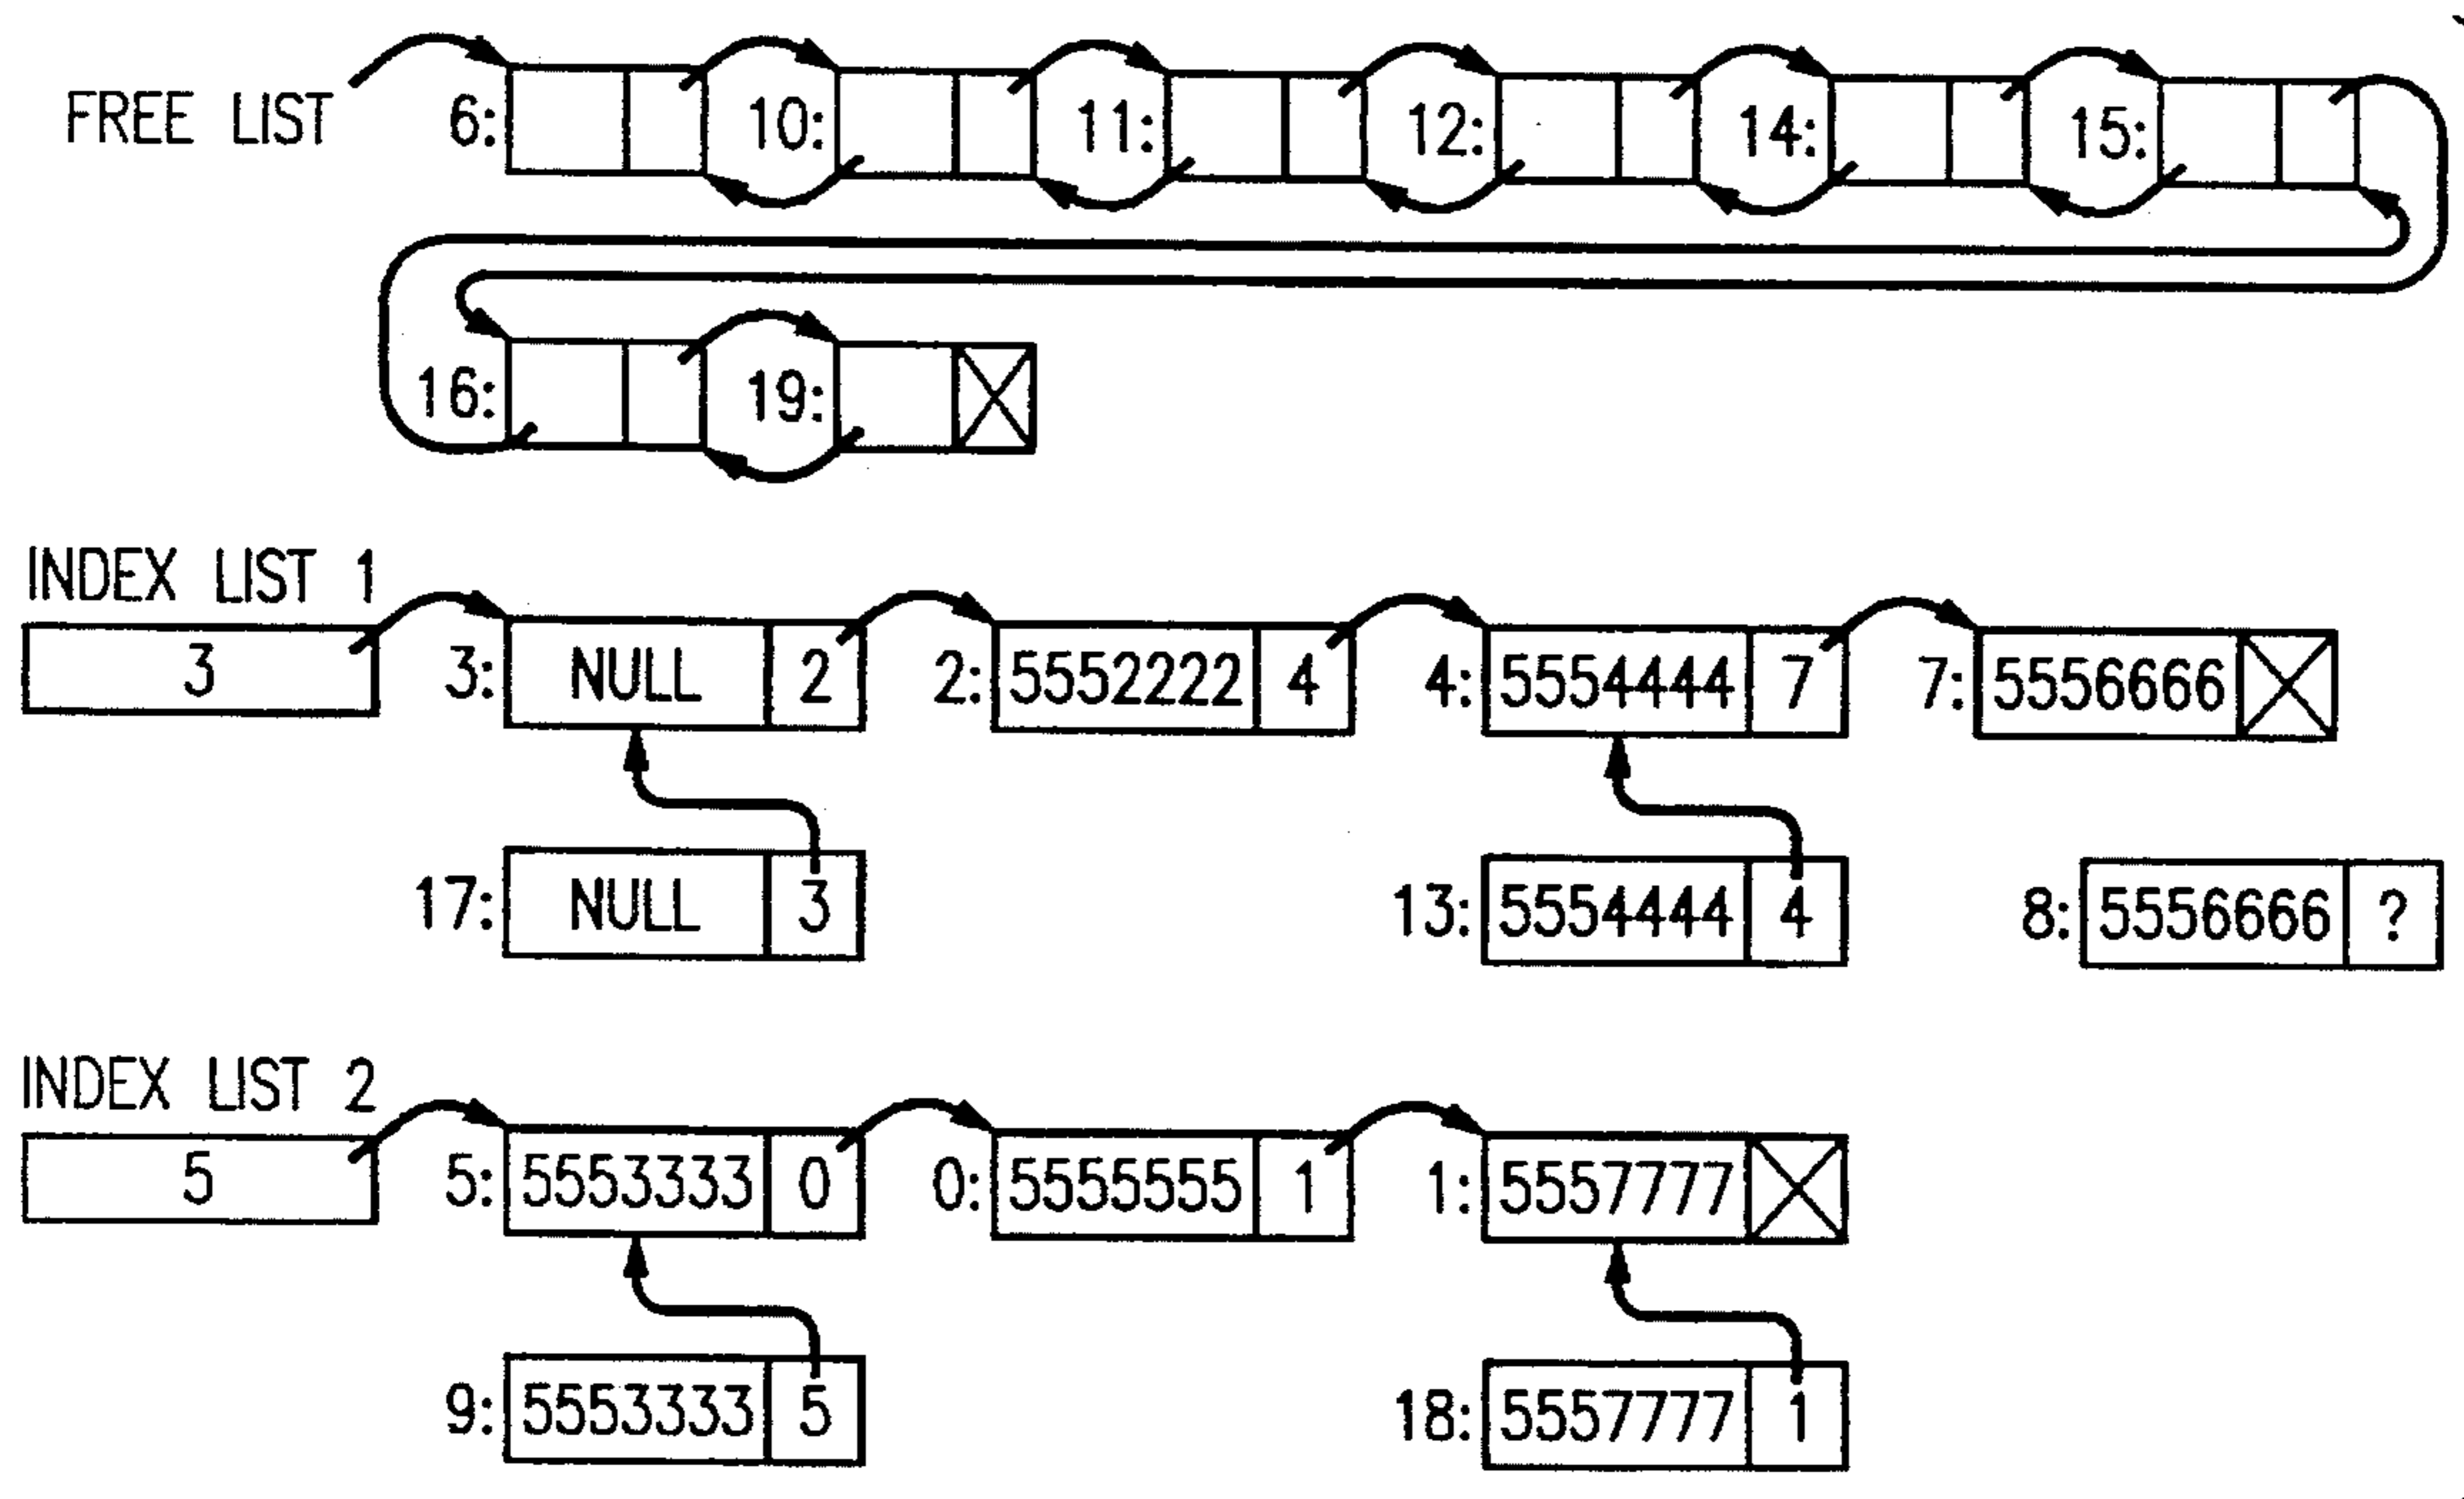 FREE LIST 6: 10: 11: 12: 14: 15:
16: 19:
INDEX LIST 1
3 3: NULL 2 2: 5552222 4 4: 5554444 7 7: 5556666
17: NULL 3 13: 5554444 4 8: 5556666 ?
INDEX LIST 2
5 5: 5553333 0 0: 5555555 1 1: 5557777
9: 5553333 5 18: 5557777 1